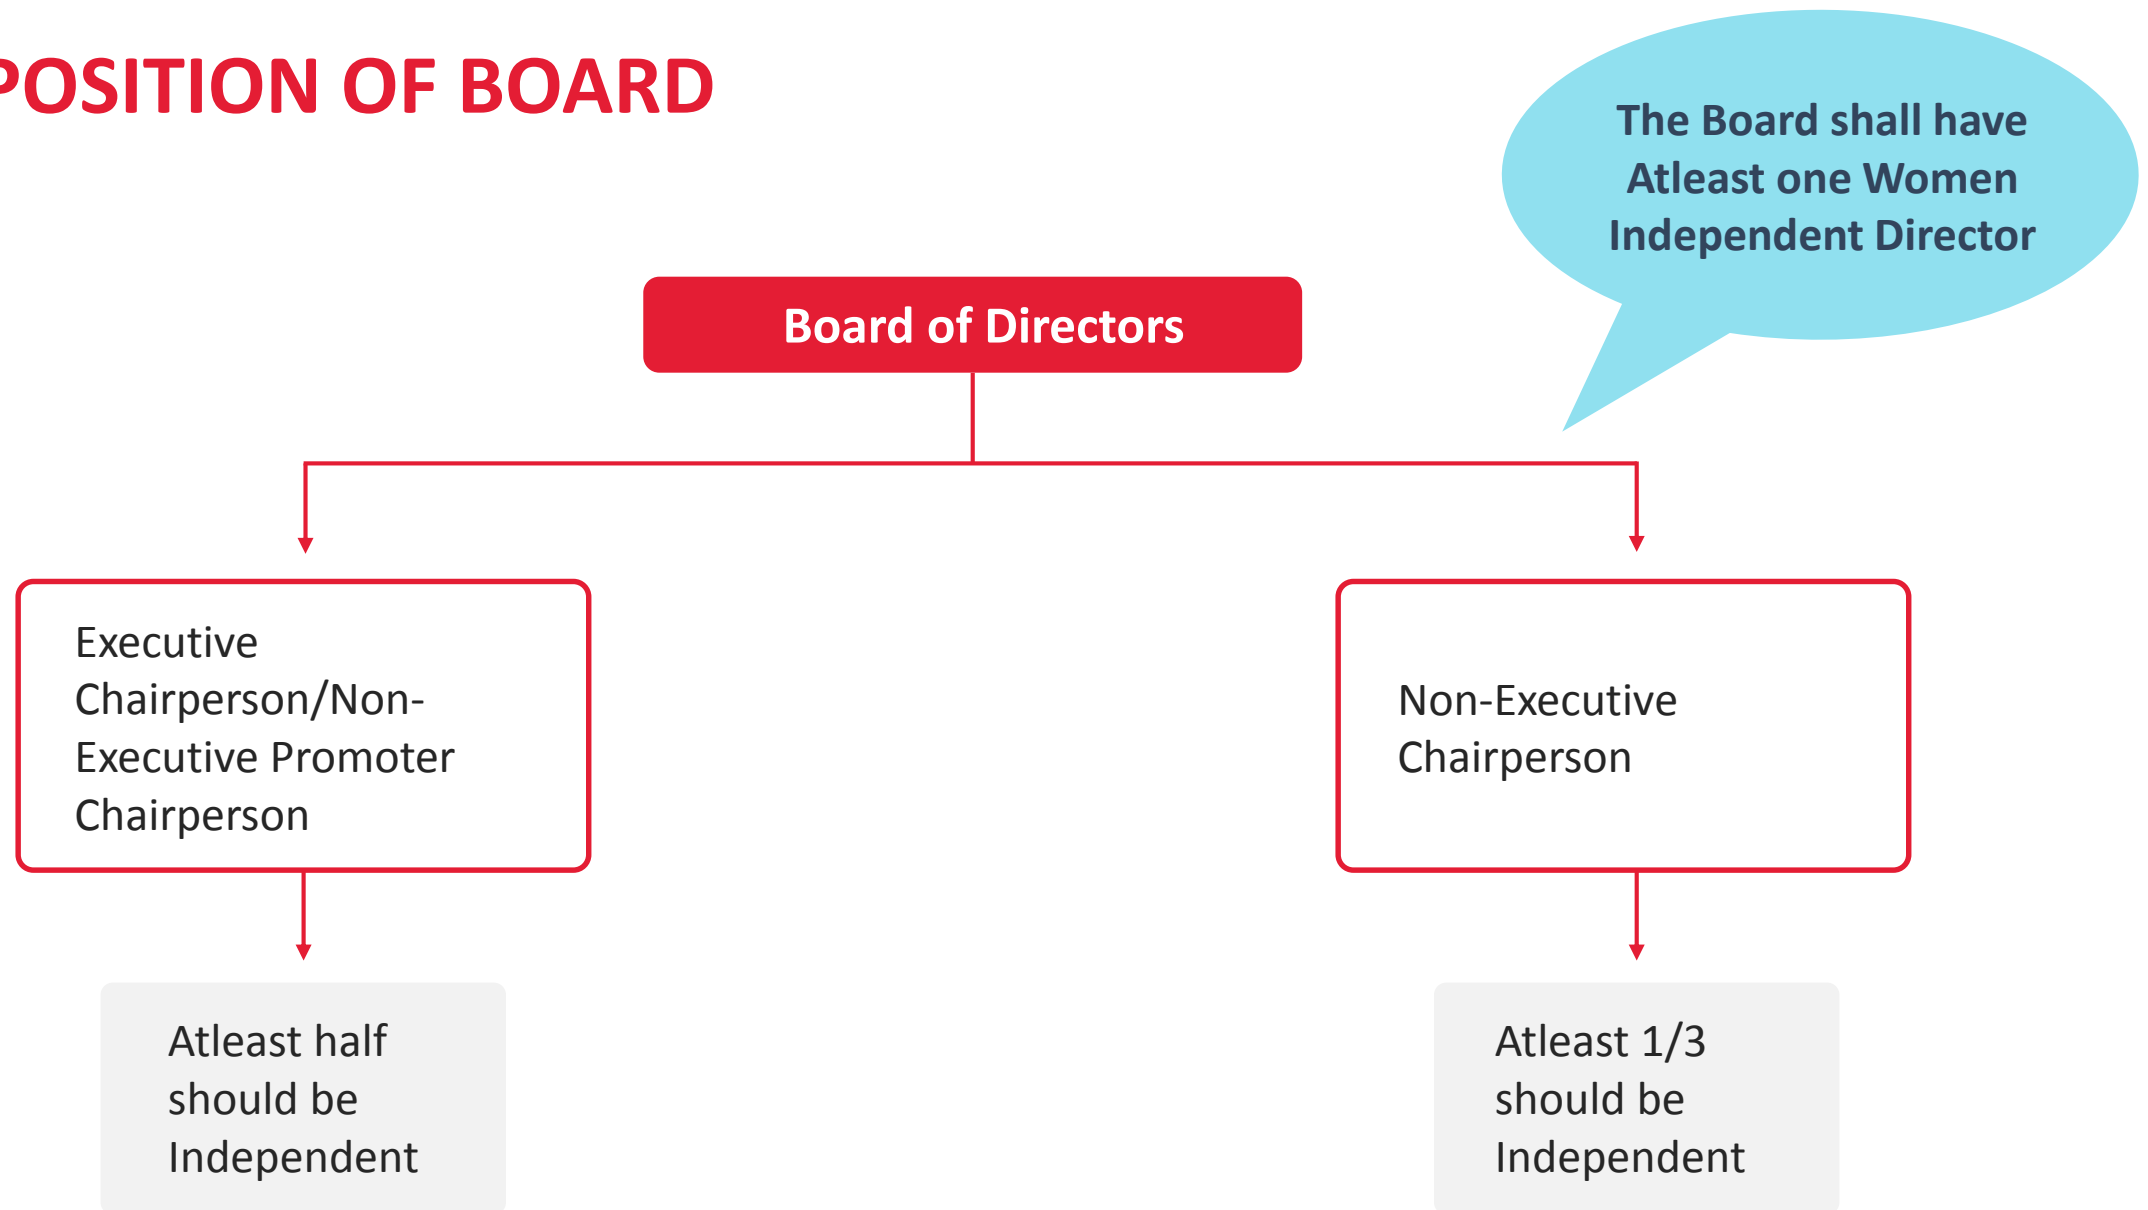 POSITION OF BOARD
The Board shall have
Atleast one Women
Independent Director
Board of Directors
Executive
Chairperson/Non-
Executive Promoter
Chairperson
Non-Executive
Chairperson
Atleast half
should be
Independent
Atleast 1/3
should be
Independent